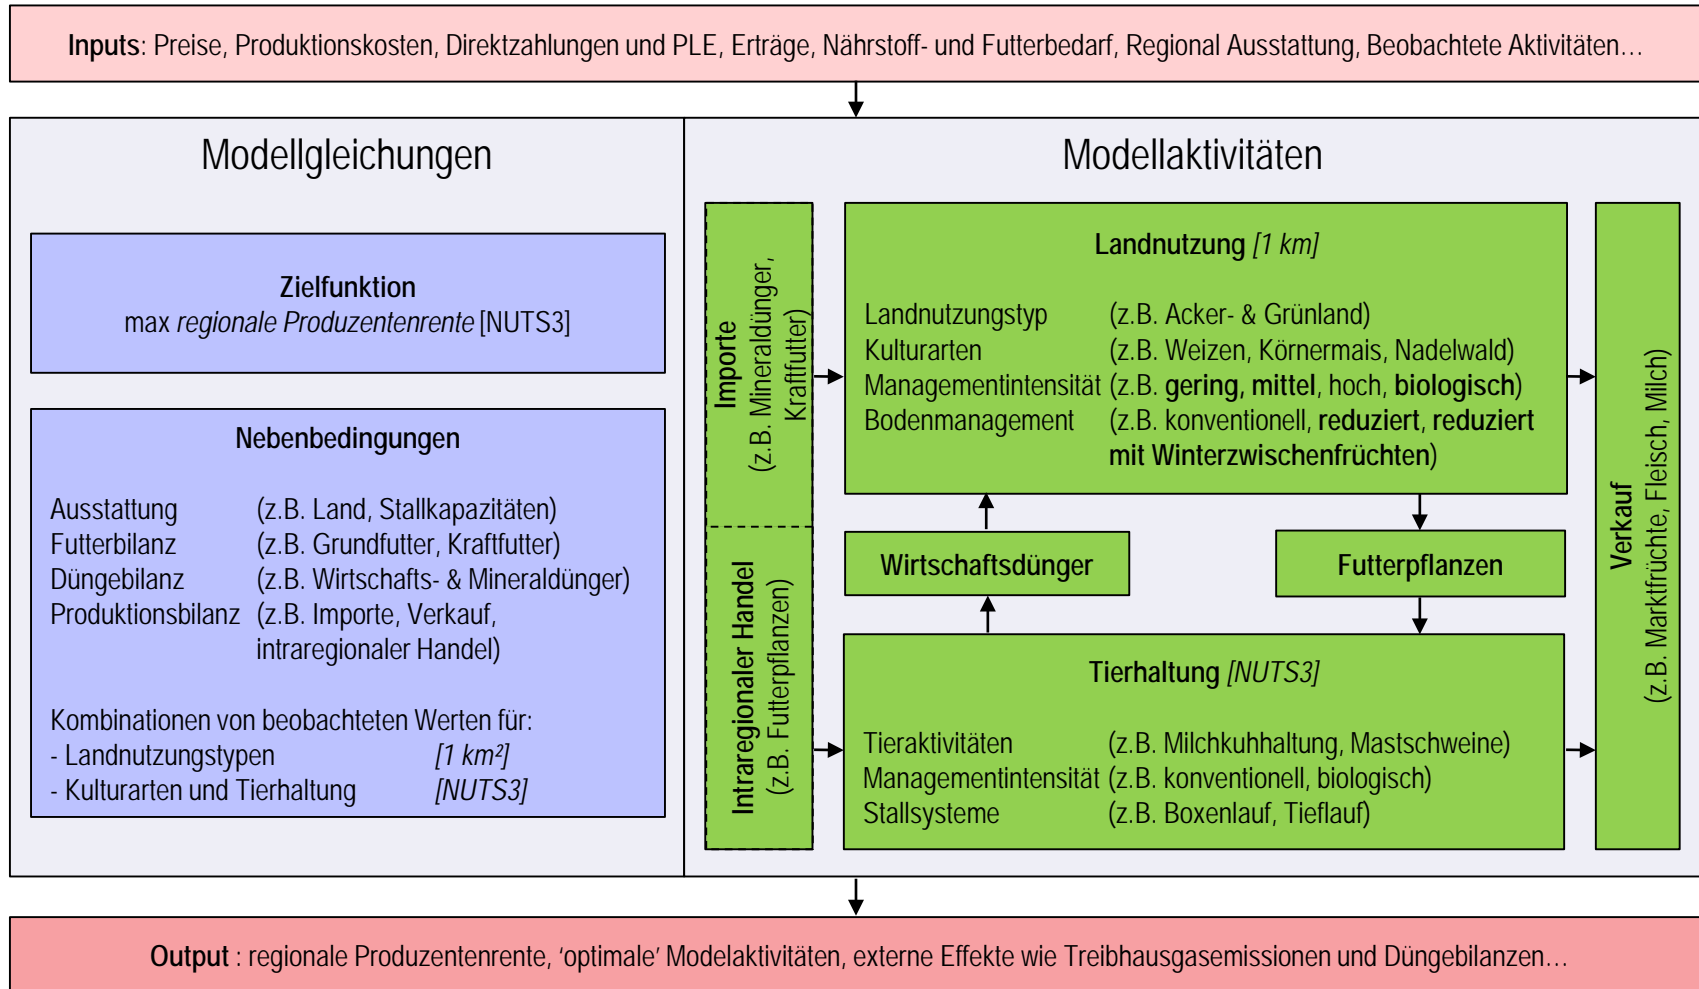 Inputs: Preise, Produktionskosten, Direktzahlungen und PLE, Erträge, Nährstoff- und Futterbedarf, Regional Ausstattung, Beobachtete Aktivitäten…
Modellgleichungen
Zielfunktion
max regionale Produzentenrente [NUTS3]
Nebenbedingungen
Ausstattung (z.B. Land, Stallkapazitäten)
Futterbilanz (z.B. Grundfutter, Kraftfutter)
Düngebilanz (z.B. Wirtschafts- & Mineraldünger)
Produktionsbilanz (z.B. Importe, Verkauf,
intraregionaler Handel)
Kombinationen von beobachteten Werten für:
- Landnutzungstypen [1 km²]
- Kulturarten und Tierhaltung [NUTS3]
Modellaktivitäten
Importe
(z.B. Mineraldünger,
Kraftfutter)
Intraregionaler Handel
(z.B. Futterpflanzen)
Landnutzung [1 km]
Landnutzungstyp (z.B. Acker- & Grünland)
Kulturarten (z.B. Weizen, Körnermais, Nadelwald)
Managementintensität (z.B. gering, mittel, hoch, biologisch)
Bodenmanagement (z.B. konventionell, reduziert, reduziert
mit Winterzwischenfrüchten)
Wirtschaftsdünger
Futterpflanzen
Tierhaltung [NUTS3]
Tieraktivitäten (z.B. Milchkuhhaltung, Mastschweine)
Managementintensität (z.B. konventionell, biologisch)
Stallsysteme (z.B. Boxenlauf, Tieflauf)
Verkauf
(z.B. Marktfrüchte, Fleisch, Milch)
Output : regionale Produzentenrente, ‘optimale’ Modelaktivitäten, externe Effekte wie Treibhausgasemissionen und Düngebilanzen…